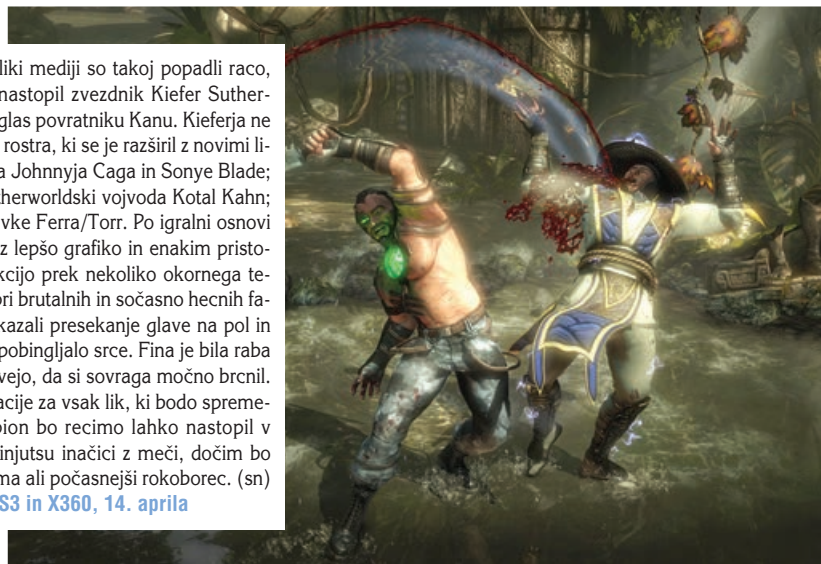 liki mediji so takoj popadli raco,
nastopil zvezdnik Kiefer Suther-
glas povratniku Kanu. Kieferja ne
rostra, ki se je razširil z novimi li-
a Johnnyja Caga in Sonye Blade;
therworldski vojvoda Kotal Kahn;
vke Ferra/Torr. Po igralni osnovi
z lepšo grafiko in enakim pristo-
kcijo prek nekoliko okornega te-
ori brutalnih in sočasno hecnih fa-
kazali presekanje glave na pol in
pobingljalo srce. Fina je bila raba
vejo, da si sovraga močno brcnil.
acije za vsak lik, ki bodo spreme-
pion bo recimo lahko nastopil v
injutsu inačici z meči, dočim bo
ma ali počasnejši rokoborec. (sn)
S3 in X360, 14. aprila